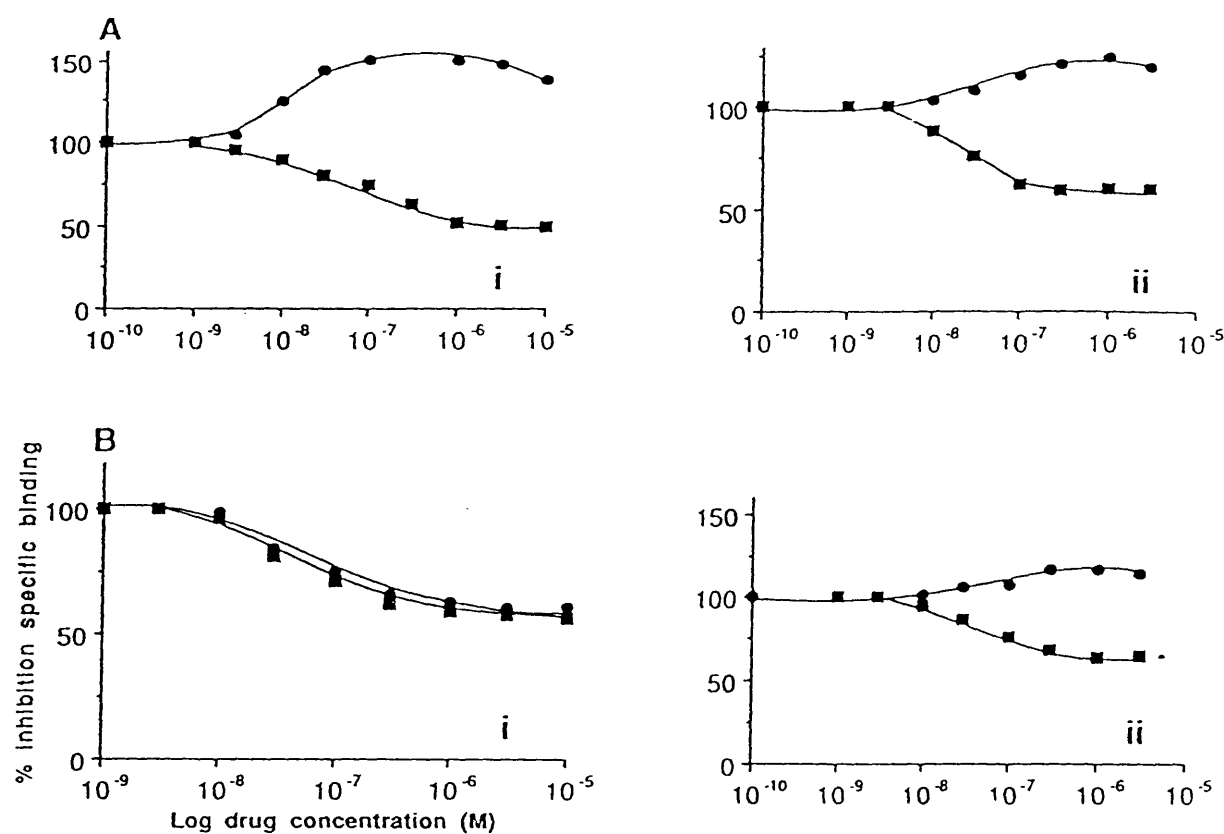 A
150
100
50
0
10⁻¹⁰ 10⁻⁹ 10⁻⁸ 10⁻⁷ 10⁻⁶ 10⁻⁵
i
100
50
0
10⁻¹⁰ 10⁻⁹ 10⁻⁸ 10⁻⁷ 10⁻⁶ 10⁻⁵
ii
B
% inhibition specific binding
100
50
0
10⁻⁹ 10⁻⁸ 10⁻⁷ 10⁻⁶ 10⁻⁵
Log drug concentration (M)
i
150
100
50
0
10⁻¹⁰ 10⁻⁹ 10⁻⁸ 10⁻⁷ 10⁻⁶ 10⁻⁵
ii